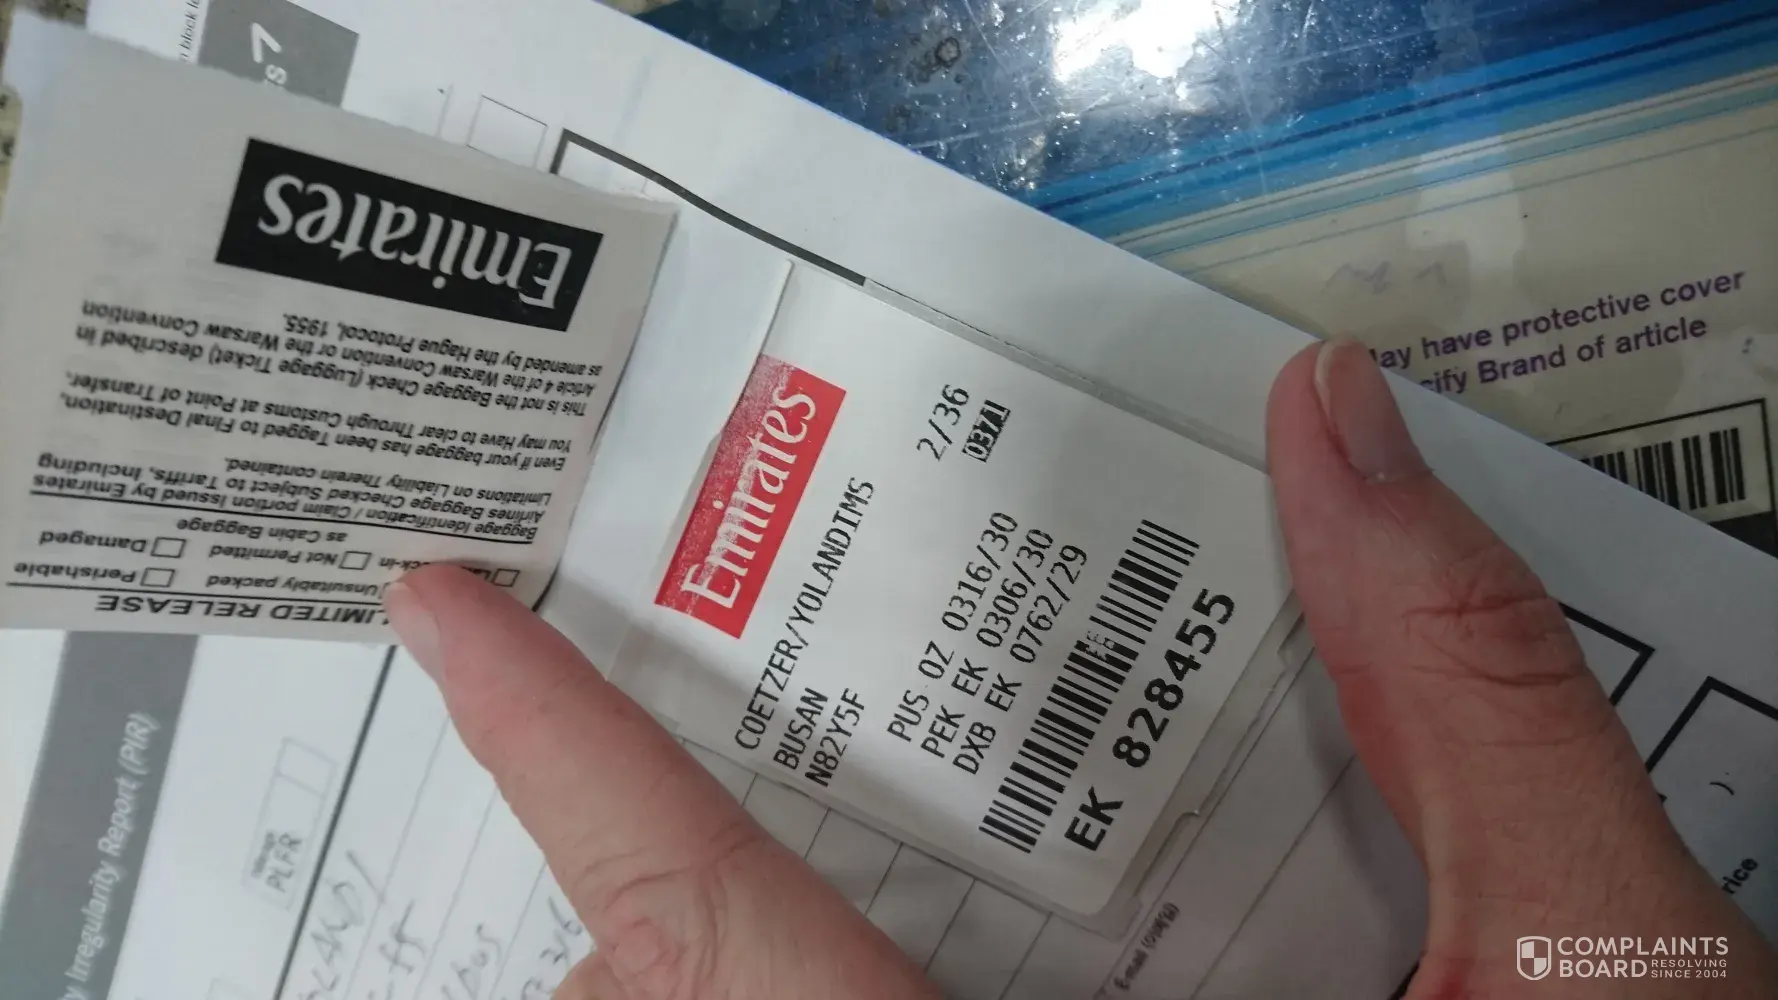 Emirates
COETZER/YOLANDIMS
BUSAN
N82Y5F
2/36
0371
PUS OZ 0316/30
PEK EK 0306/30
DXB EK 0762/29
EK 828455
LIMITED RELEASE
Unsuitably packed Perishable
Not Permitted Damaged
as Cabin Baggage
Baggage Identification / Claim portion Issued by Emirates
Airlines Baggage Checked Subject to Tariffs, Including
Limitations on Liability Therein contained.
Even if your baggage has been Tagged to Final Destination,
You may Have to clear Through Customs at Point of Transfer.
This is not the Baggage Check (Luggage Ticket) described in
Article 4 of the Warsaw Convention or the Warsaw Convention
as amended by the Hague Protocol, 1955.
Emirates
Irregularity Report (PIR)
PLFR
may have protective cover
Brand of article
E-mail
COMPLAINTS
BOARD RESOLVING
SINCE 2004